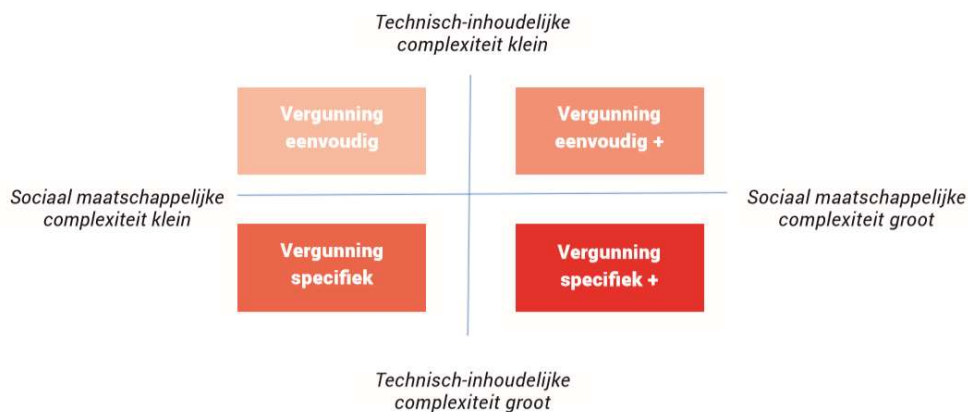 Technisch-inhoudelijke
complexiteit klein
Vergunning
eenvoudig
Vergunning
eenvoudig +
Sociaal maatschappelijke
complexiteit klein
Sociaal maatschappelijke
complexiteit groot
Vergunning
specifiek
Vergunning
specifiek +
Technisch-inhoudelijke
complexiteit groot